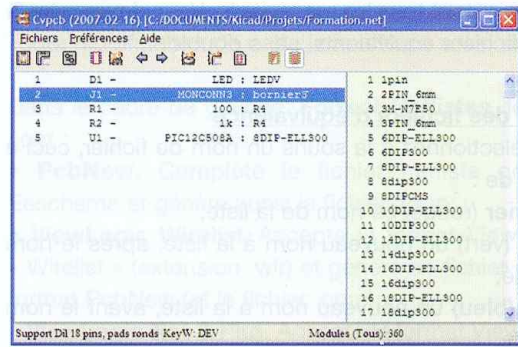 Cvpcb (2007-02-16) [C:/DOCUMENTS/Kicad/Projets/Formation.net]
Fichiers Préférences Aide
1 D1 - LED : LEDV
2 J1 - MONCONN3 : bornier3
3 R1 - 100 : R4
4 R2 - 1k : R4
5 U1 - PIC12C508A : 8DIP-ELL300
1 1pin
2 2PIN_6mm
3 3M-N7E50
4 3PIN_6mm
5 6DIP-ELL300
6 6DIP300
7 8DIP-ELL300
8 8dip300
9 8DIPCMS
10 10DIP-ELL300
11 10DIP300
12 14DIP-ELL300
13 14dip300
14 16DIP-ELL300
15 16dip300
16 18DIP-ELL300
17 18dip300
Support Dil 18 pins, pads ronds KeyW: DEV Modules (Tous): 360